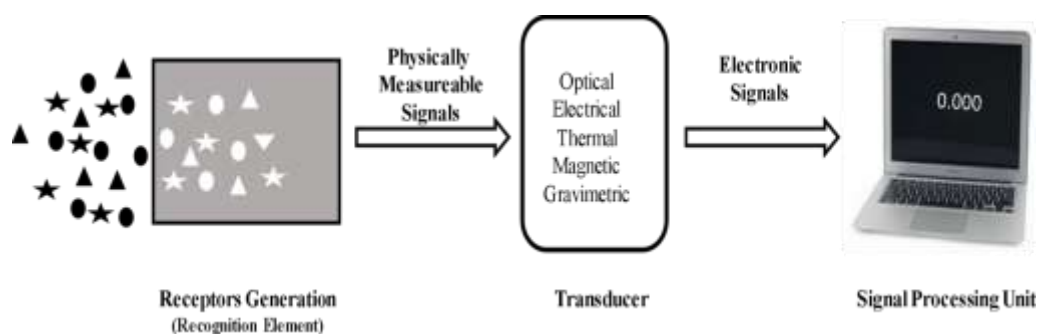 Physically
Measureable
Signals
Optical
Electrical
Thermal
Magnetic
Gravimetric
Electronic
Signals
0.000
Receptors Generation
(Recognition Element)
Transducer
Signal Processing Unit